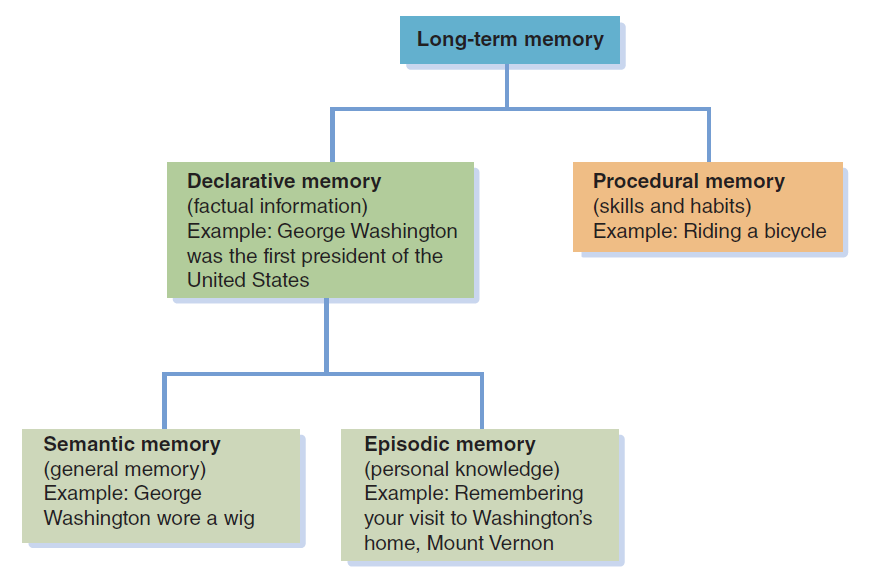 Long-term memory
Declarative memory
(factual information)
Example: George Washington
was the first president of the
United States
Procedural memory
(skills and habits)
Example: Riding a bicycle
Semantic memory
(general memory)
Example: George
Washington wore a wig
Episodic memory
(personal knowledge)
Example: Remembering
your visit to Washington’s
home, Mount Vernon